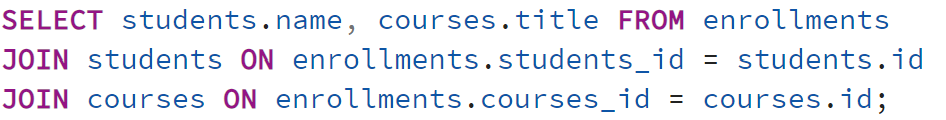 SELECT students.name, courses.title FROM enrollments
JOIN students ON enrollments.students_id = students.id
JOIN courses ON enrollments.courses_id = courses.id;